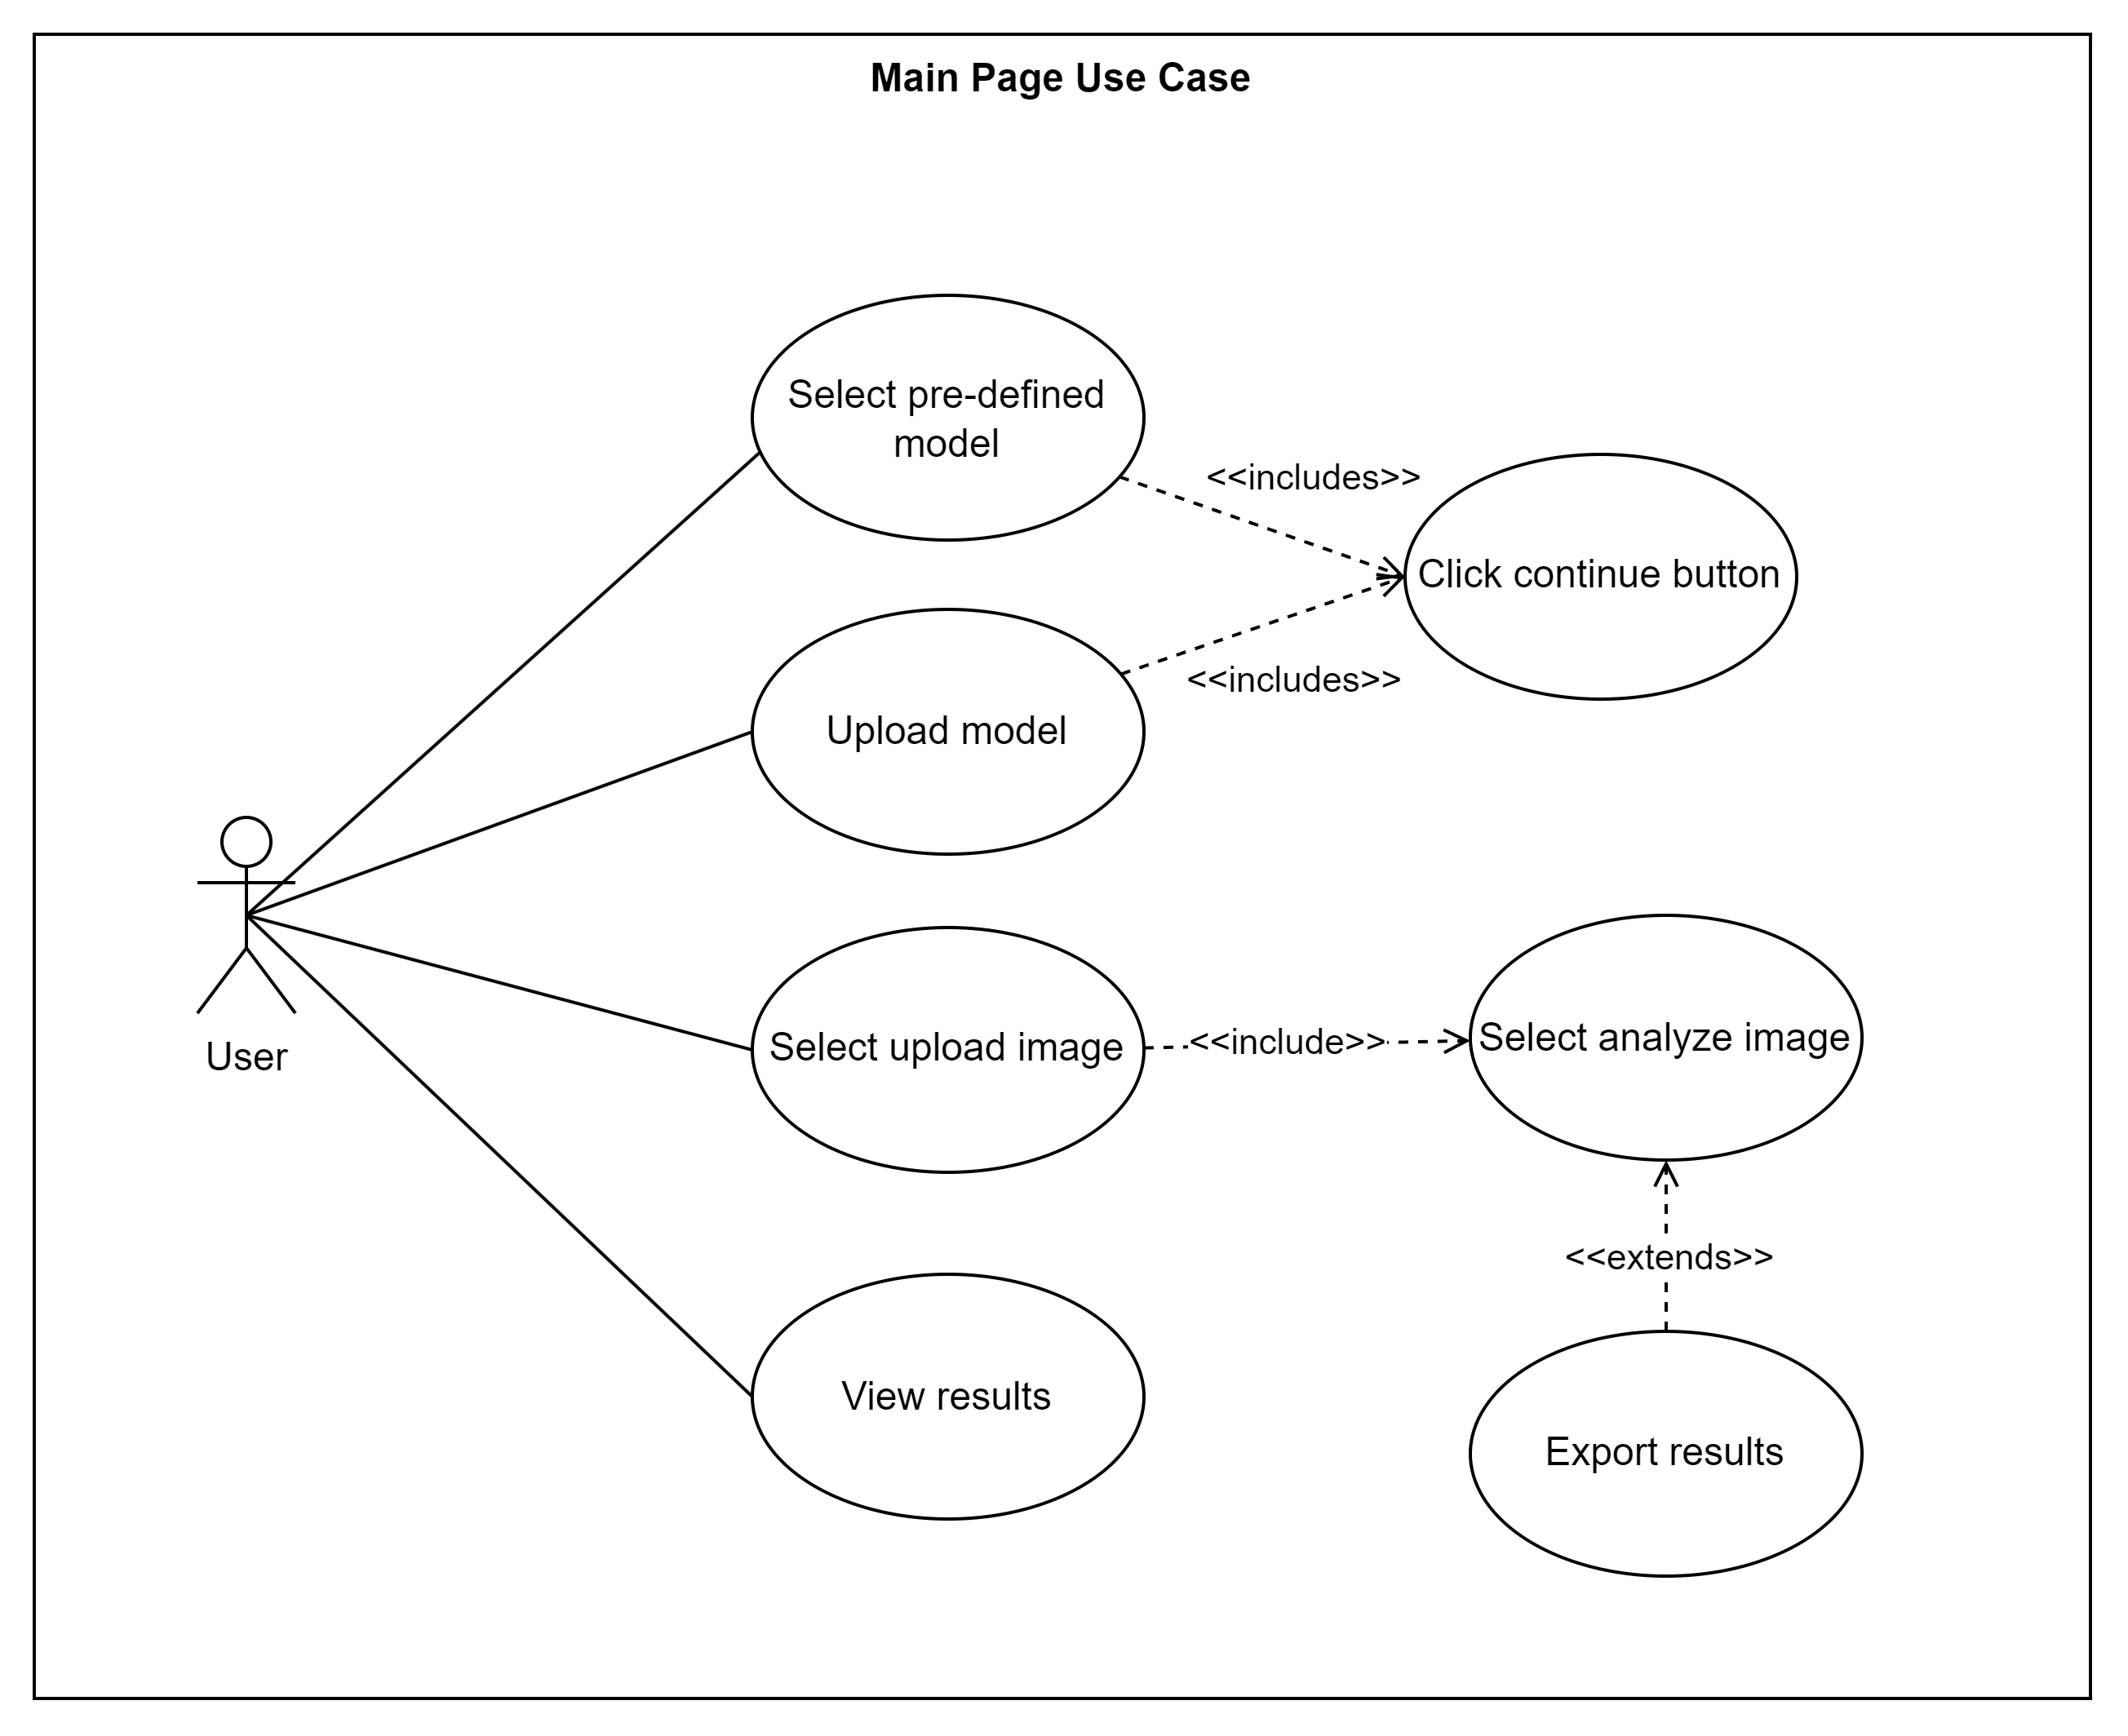 Main Page Use Case
Select pre-defined
model
<<includes>>
Click continue button
<<includes>>
Upload model
User
Select upload image
<<include>>
Select analyze image
<<extends>>
View results
Export results